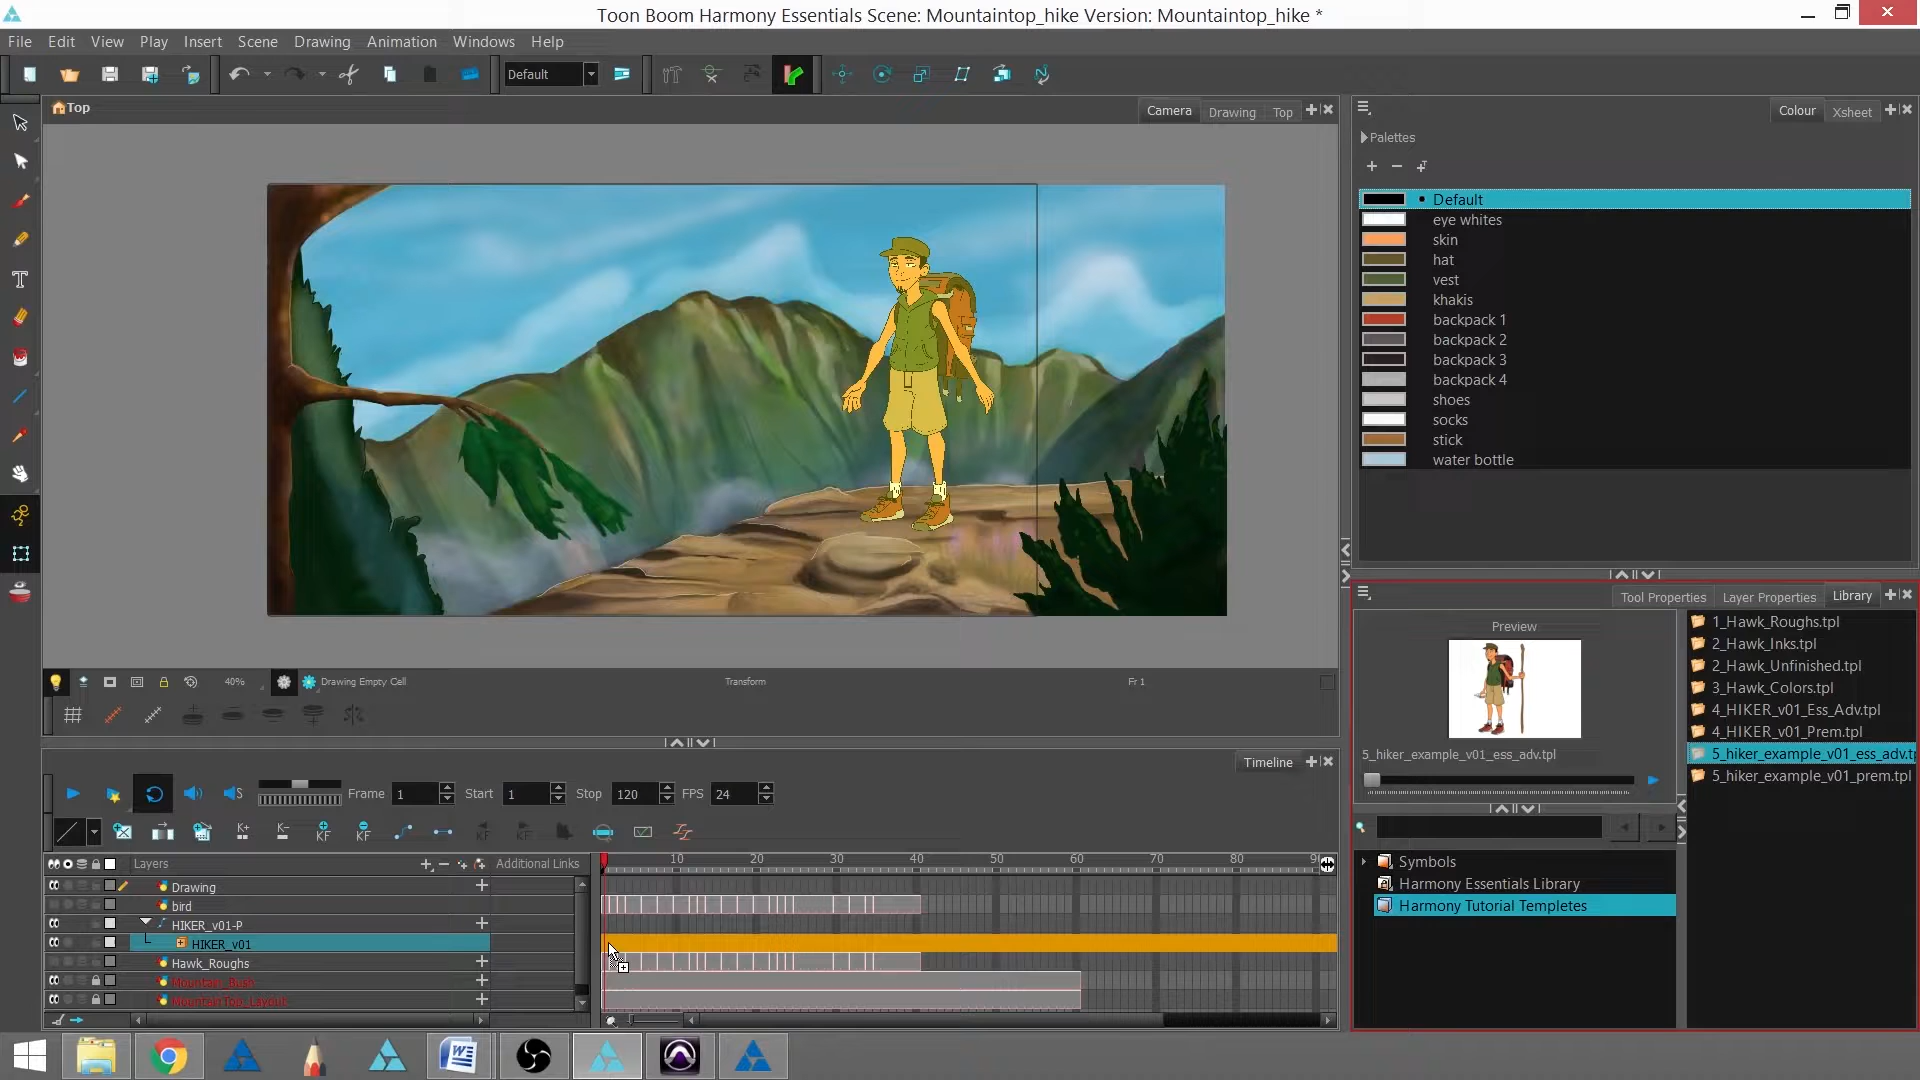 Toon Boom Harmony Essentials Scene: Mountaintop_hike Version: Mountaintop_hike *
File Edit View Play Insert Scene Drawing Animation Windows Help
Default
Top
Camera Drawing Top
Colour Xsheet
Palettes
Default
eye whites
skin
hat
vest
khakis
backpack 1
backpack 2
backpack 3
backpack 4
shoes
socks
stick
water bottle
40% Drawing Empty Cell Transform Fr 1
Tool Properties Layer Properties Library
Preview
5_hiker_example_v01_ess_adv.tpl
1_Hawk_Roughs.tpl
2_Hawk_Inks.tpl
2_Hawk_Unfinished.tpl
3_Hawk_Colors.tpl
4_HIKER_v01_Ess_Adv.tpl
4_HIKER_v01_Prem.tpl
5_hiker_example_v01_ess_adv.t
5_hiker_example_v01_prem.tpl
Symbols
Harmony Essentials Library
Harmony Tutorial Templetes
Timeline
Frame 1 Start 1 Stop 120 FPS 24
Layers Additional Links 10 20 30 40 50 60 70 80 9
Drawing
bird
HIKER_v01-P
HIKER_v01
Hawk_Roughs
Mountain_Bush
MountainTop_Layout